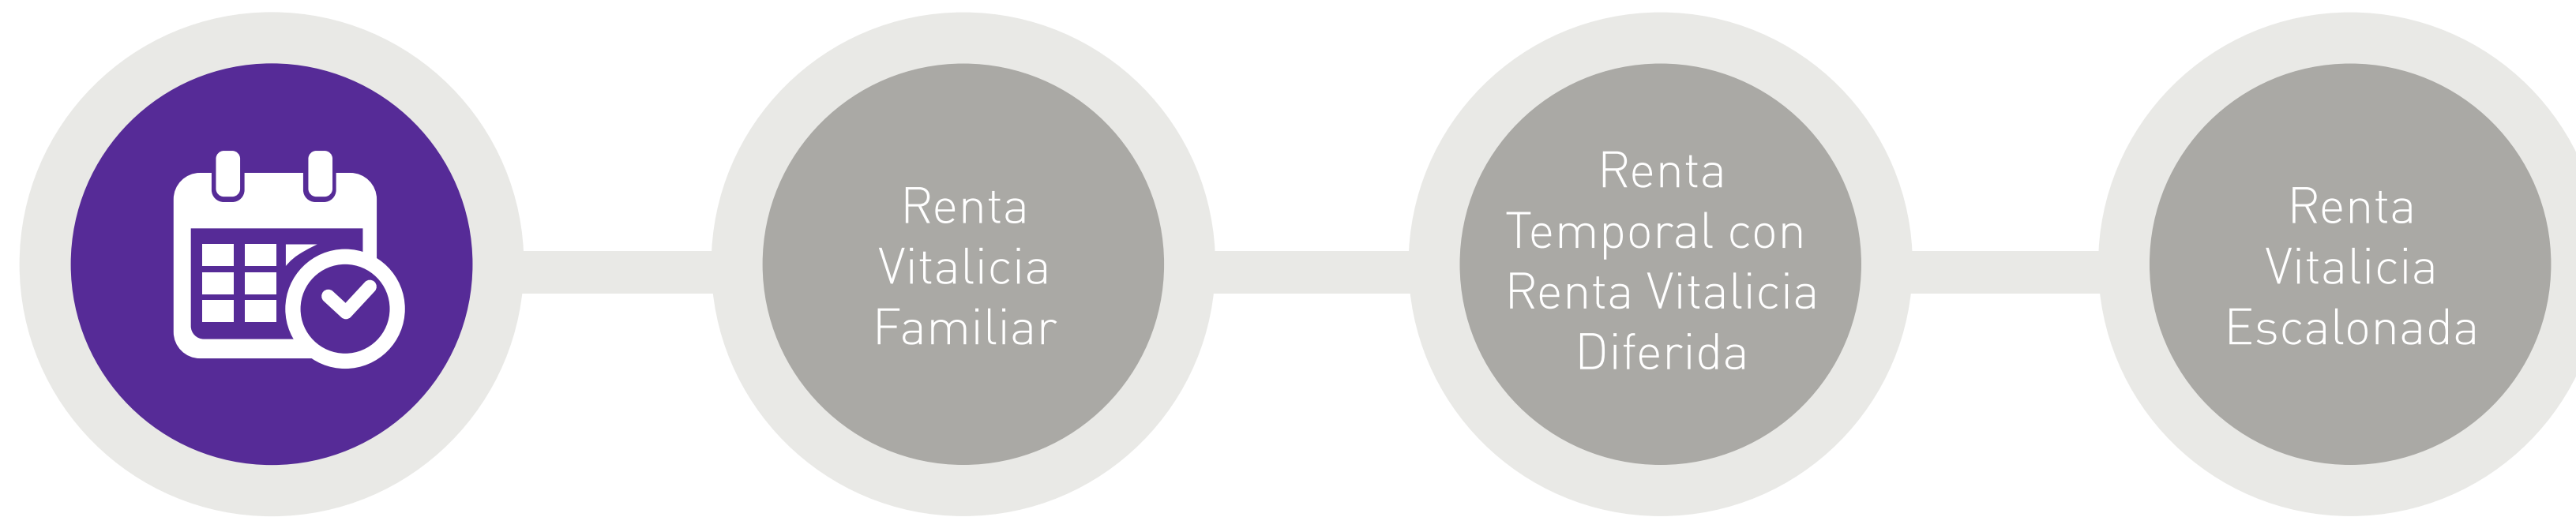 Renta
Vitalicia
Familiar
Renta
Temporal con
Renta Vitalicia
Diferida
Renta
Vitalicia
Escalonada